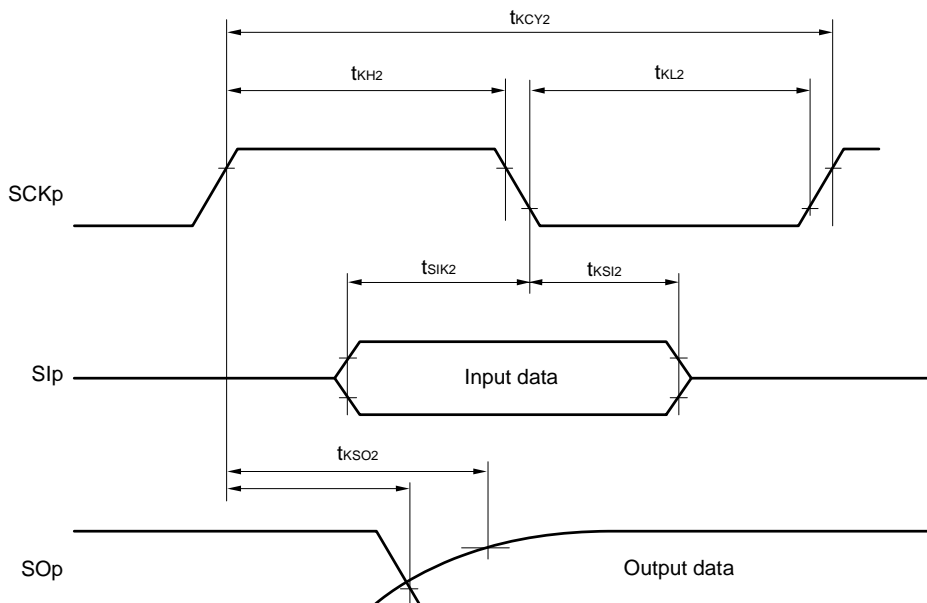 tKCY2
tKH2
tKL2
SCKp
tSIK2
tKSI2
SIp
Input data
tKSO2
SOp
Output data